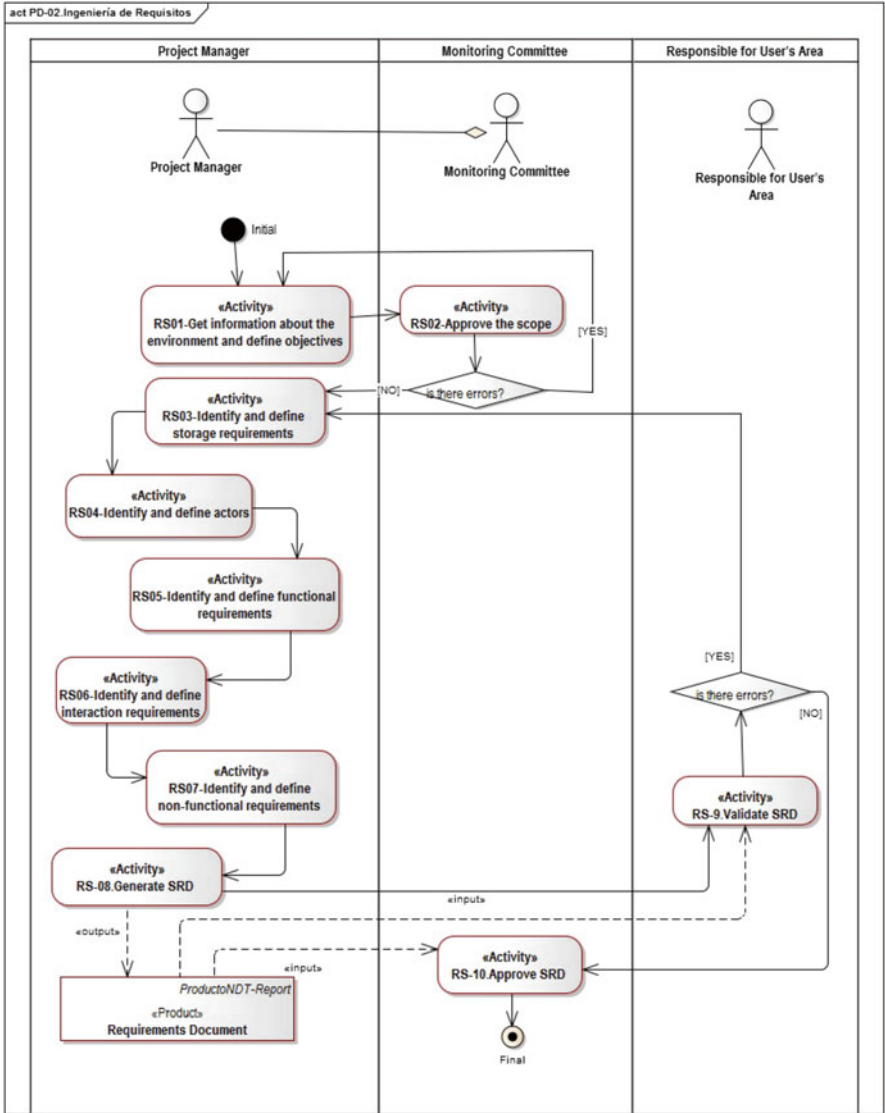 act PD-02.Ingeniería de Requisitos
Project Manager
Monitoring Committee
Responsible for User's Area
Project Manager
Monitoring Committee
Responsible for User's
Area
Initial
«Activity»
RS01-Get information about the
environment and define objectives
«Activity»
RS02-Approve the scope
[YES]
[NO]
is there errors?
«Activity»
RS03-Identify and define
storage requirements
«Activity»
RS04-Identify and define actors
«Activity»
RS05-Identify and define functional
requirements
«Activity»
RS06-Identify and define
interaction requirements
[YES]
is there errors?
[NO]
«Activity»
RS07-Identify and define
non-functional requirements
«Activity»
RS-9.Validate SRD
«Activity»
RS-08.Generate SRD
«input»
«output»
«input»
«Activity»
RS-10.Approve SRD
ProductoNDT-Report
«Product»
Requirements Document
Final